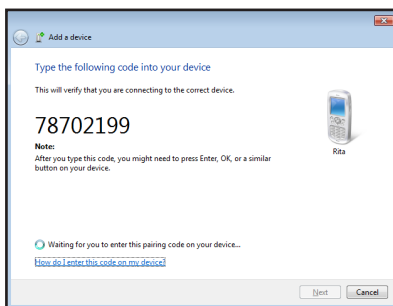 Add a device
Type the following code into your device
This will verify that you are connecting to the correct device.
78702199
Note:
After you type this code, you might need to press Enter, OK, or a similar
button on your device.
Rita
Waiting for you to enter this pairing code on your device...
How do I enter this code on my device?
Next Cancel